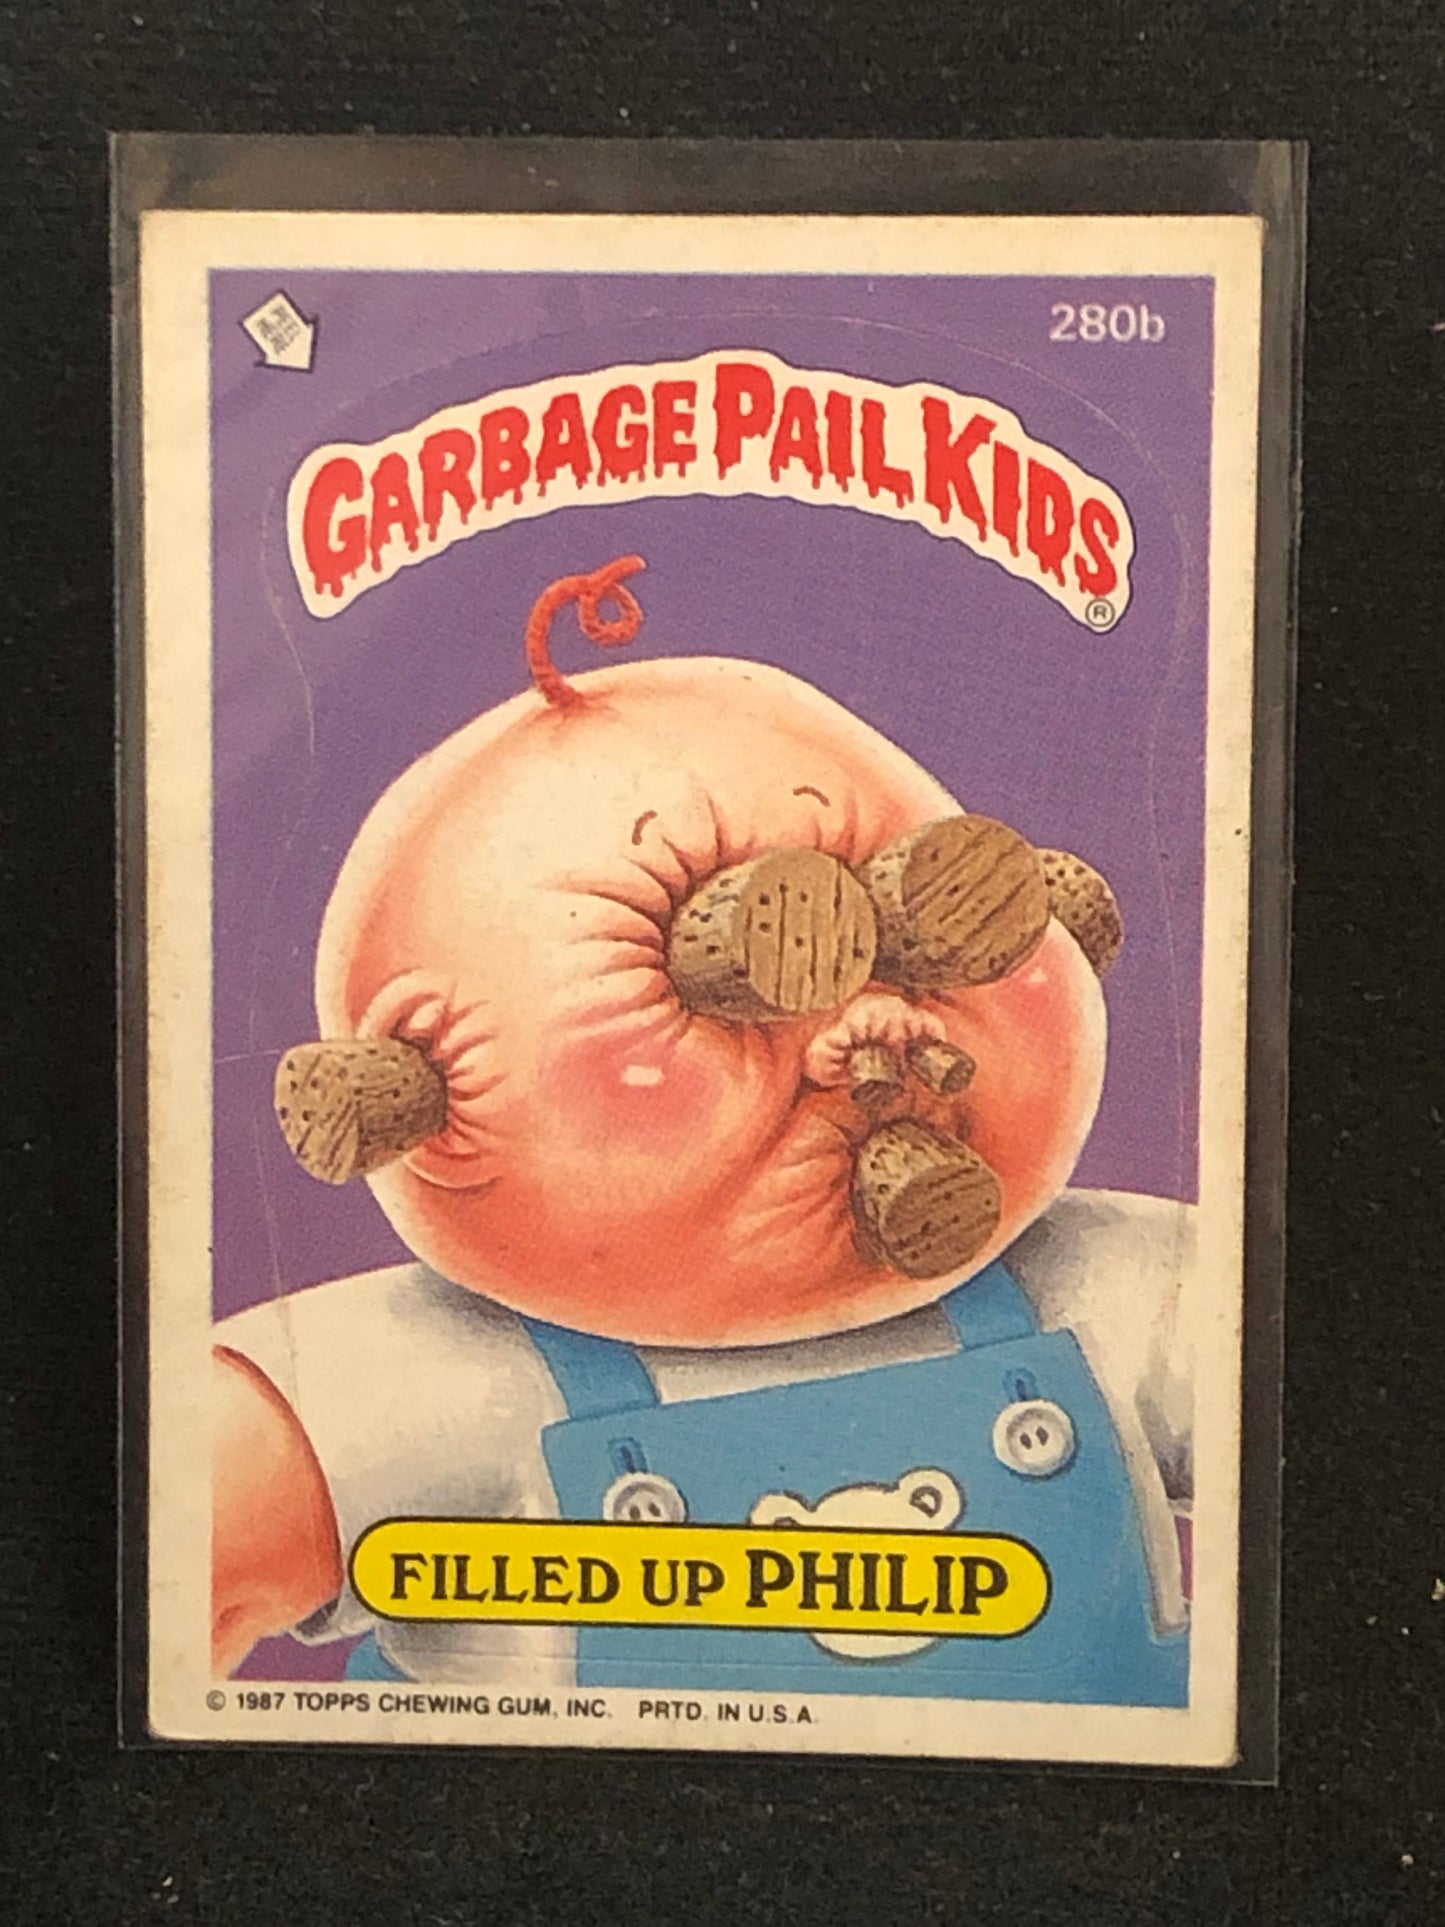 280b
GARBAGE PAIL KIDS
®
D
FILLED UP PHILIP
© 1987 TOPPS CHEWING GUM, INC. PRTD. IN U.S.A.